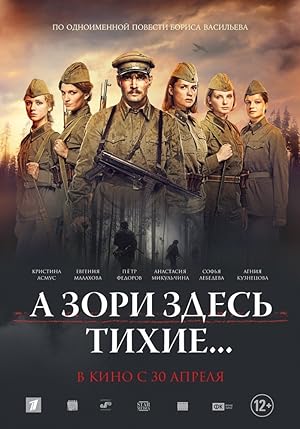 ПО ОДНОИМЕННОЙ ПОВЕСТИ БОРИСА ВАСИЛЬЕВА
КРИСТИНА АСМУС
ЕВГЕНИЯ МАЛАХОВА
ПЁТР ФЕДОРОВ
АНАСТАСИЯ МИКУЛЬЧИНА
СОФЬЯ ЛЕБЕДЕВА
АГНИЯ КУЗНЕЦОВА
А ЗОРИ ЗДЕСЬ
ТИХИЕ...
В КИНО С 30 АПРЕЛЯ
12+